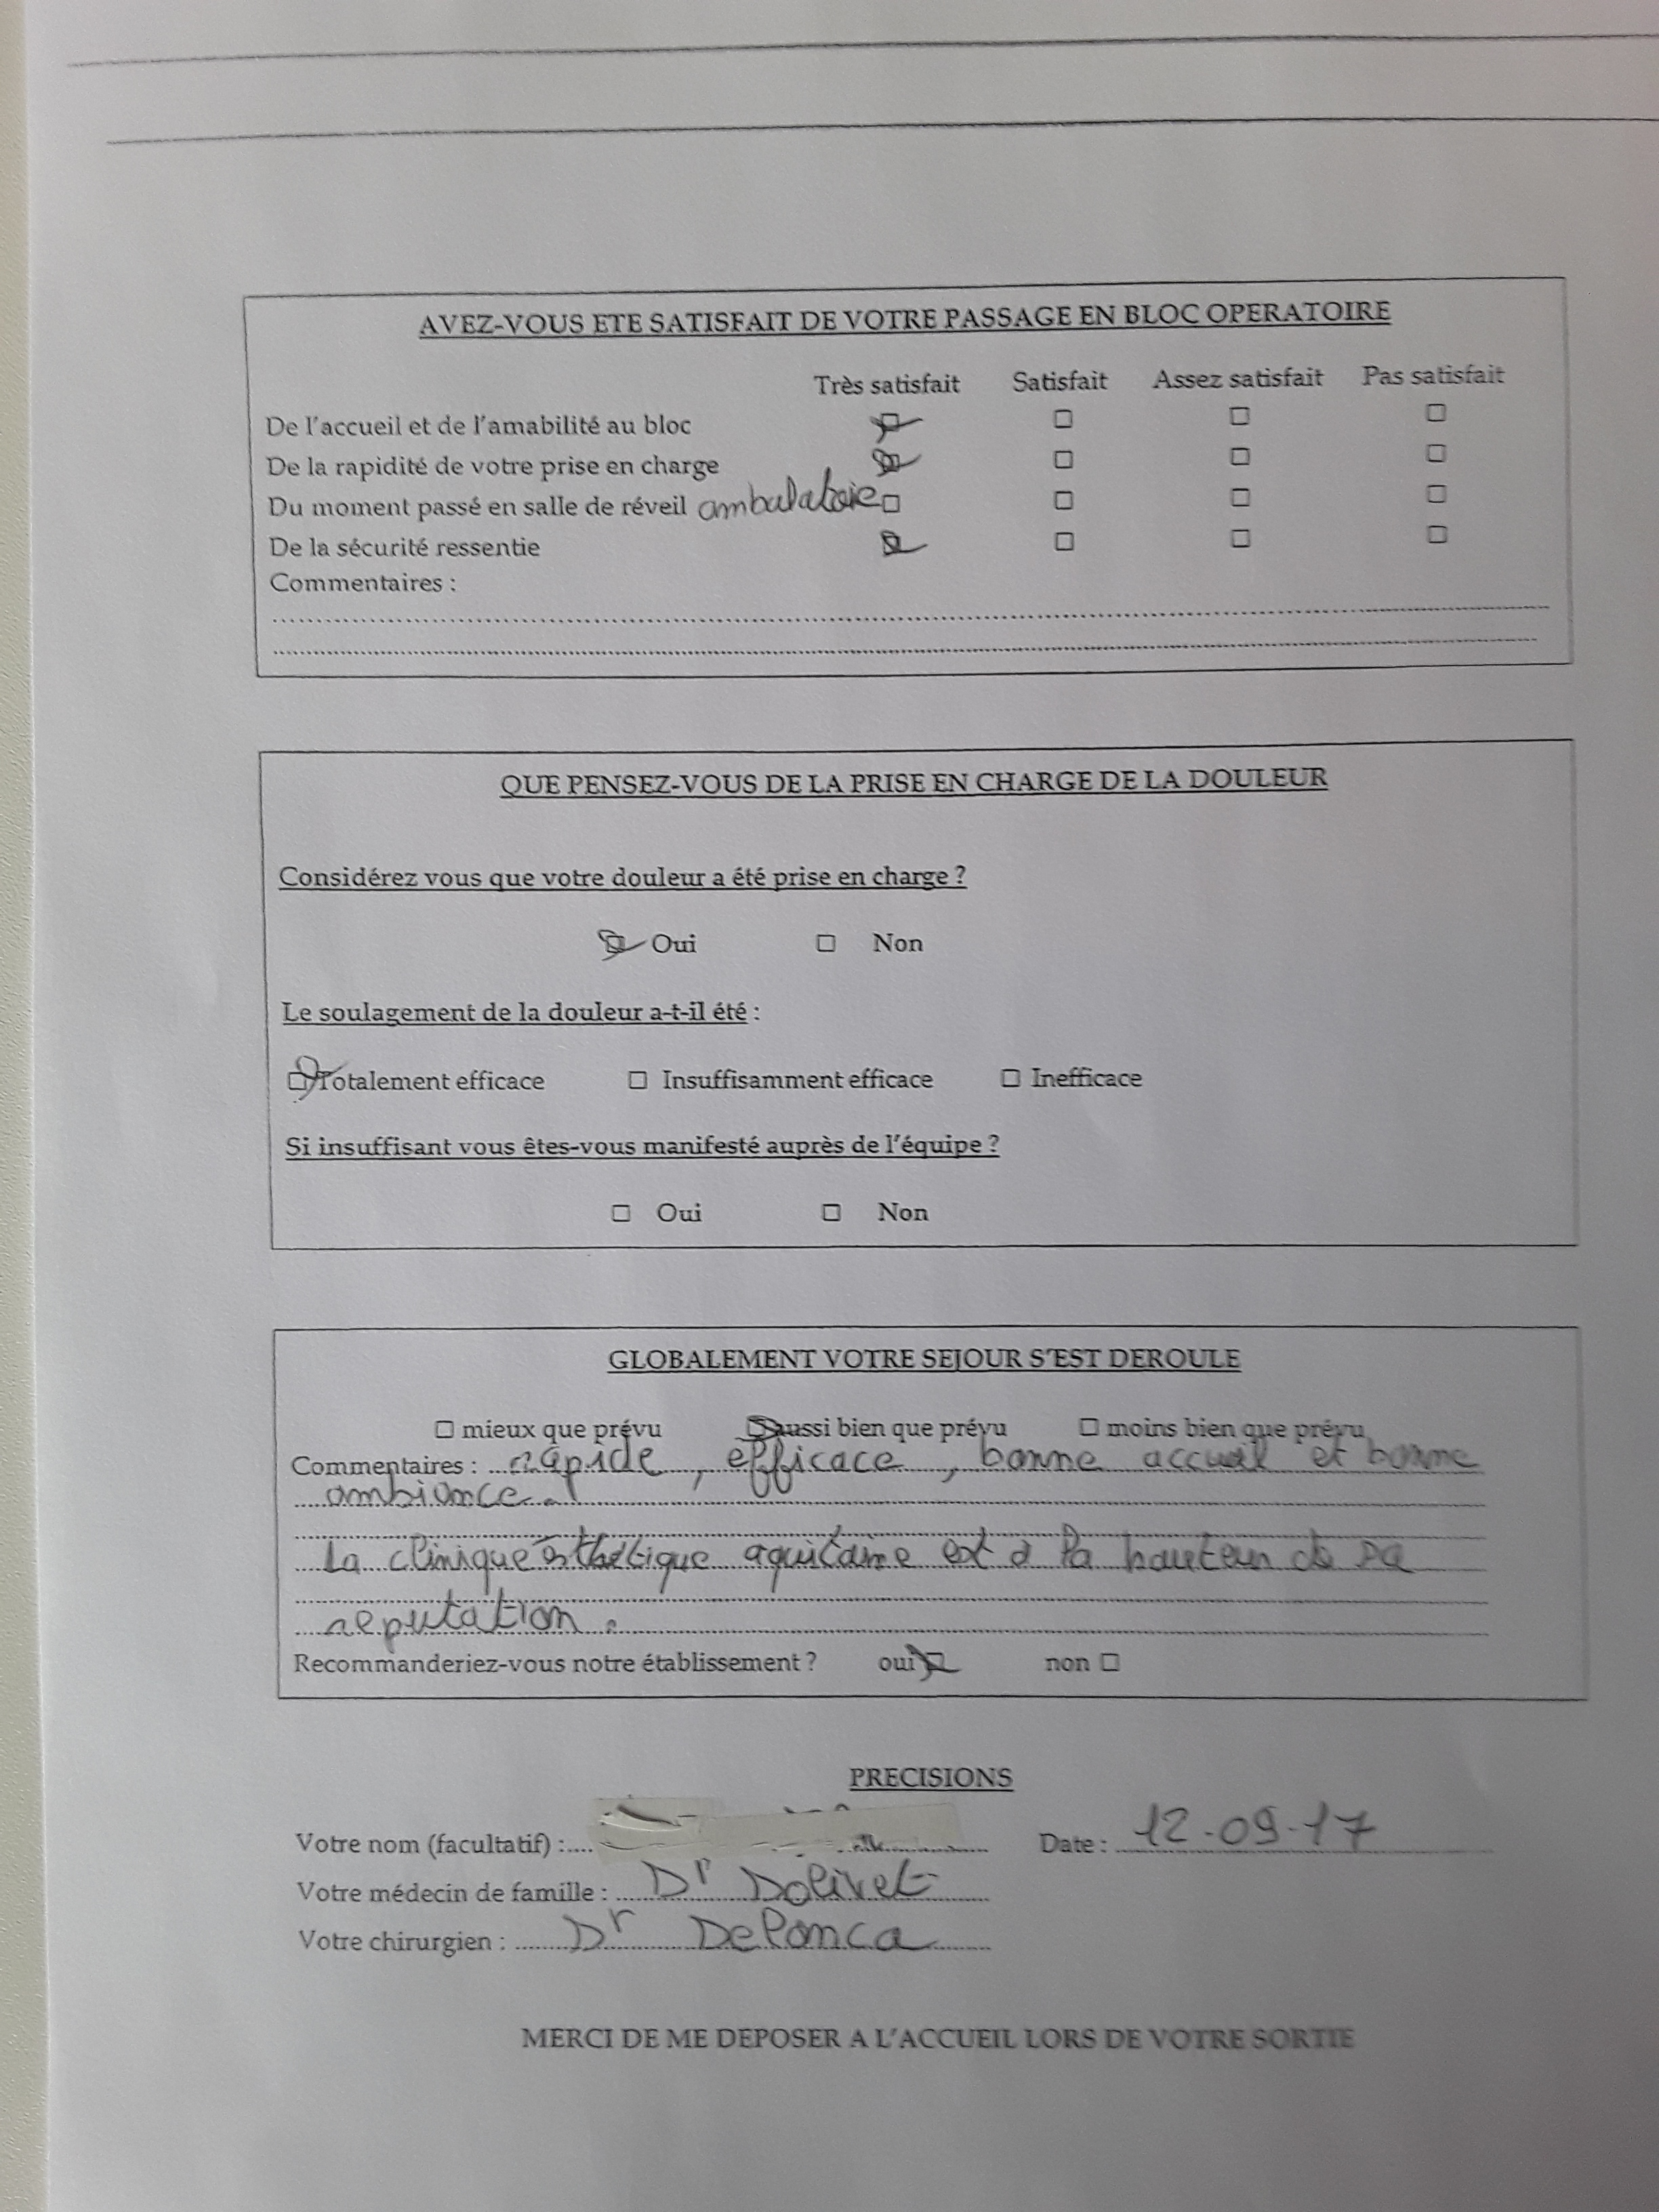 AVEZ-VOUS ETE SATISFAIT DE VOTRE PASSAGE EN BLOC OPERATOIRE
Très satisfait Satisfait Assez satisfait Pas satisfait
De l'accueil et de l'amabilité au bloc
De la rapidité de votre prise en charge
Du moment passé en salle de réveil ambulatoie
De la sécurité ressentie
Commentaires :
QUE PENSEZ-VOUS DE LA PRISE EN CHARGE DE LA DOULEUR
Considérez vous que votre douleur a été prise en charge ?
Oui Non
Le soulagement de la douleur a-t-il été :
Totalement efficace Insuffisamment efficace Inefficace
Si insuffisant vous êtes-vous manifesté auprès de l'équipe ?
Oui Non
GLOBALEMENT VOTRE SEJOUR S'EST DEROULE
mieux que prévu aussi bien que prévu moins bien que prévu
Commentaires : rapide, efficace, bonne accueil et bonne
ambiance.
La clinique esthétique aquitaine est à la hauteur de sa
reputation.
Recommanderiez-vous notre établissement ? oui non
PRECISIONS
Votre nom (facultatif) : Date : 12-09-17
Votre médecin de famille : Dr Dolivet
Votre chirurgien : Dr Delonca
MERCI DE ME DEPOSER A L'ACCUEIL LORS DE VOTRE SORTIE